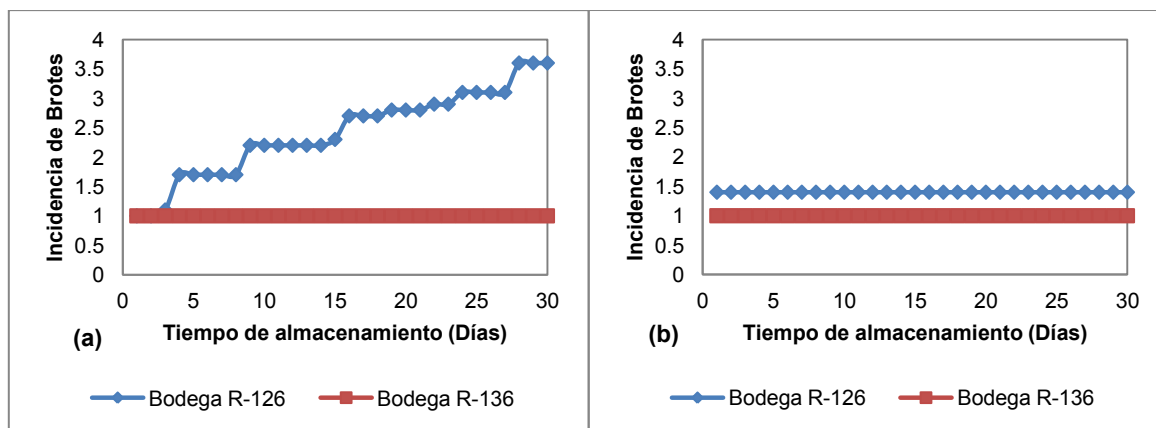 Incidencia de Brotes
4
3.5
3
2.5
2
1.5
1
0.5
0
0 5 10 15 20 25 30
(a) Tiempo de almacenamiento (Días)
Bodega R-126 Bodega R-136
Incidencia de Brotes
4
3.5
3
2.5
2
1.5
1
0.5
0
0 5 10 15 20 25 30
(b) Tiempo de almacenamiento (Días)
Bodega R-126 Bodega R-136